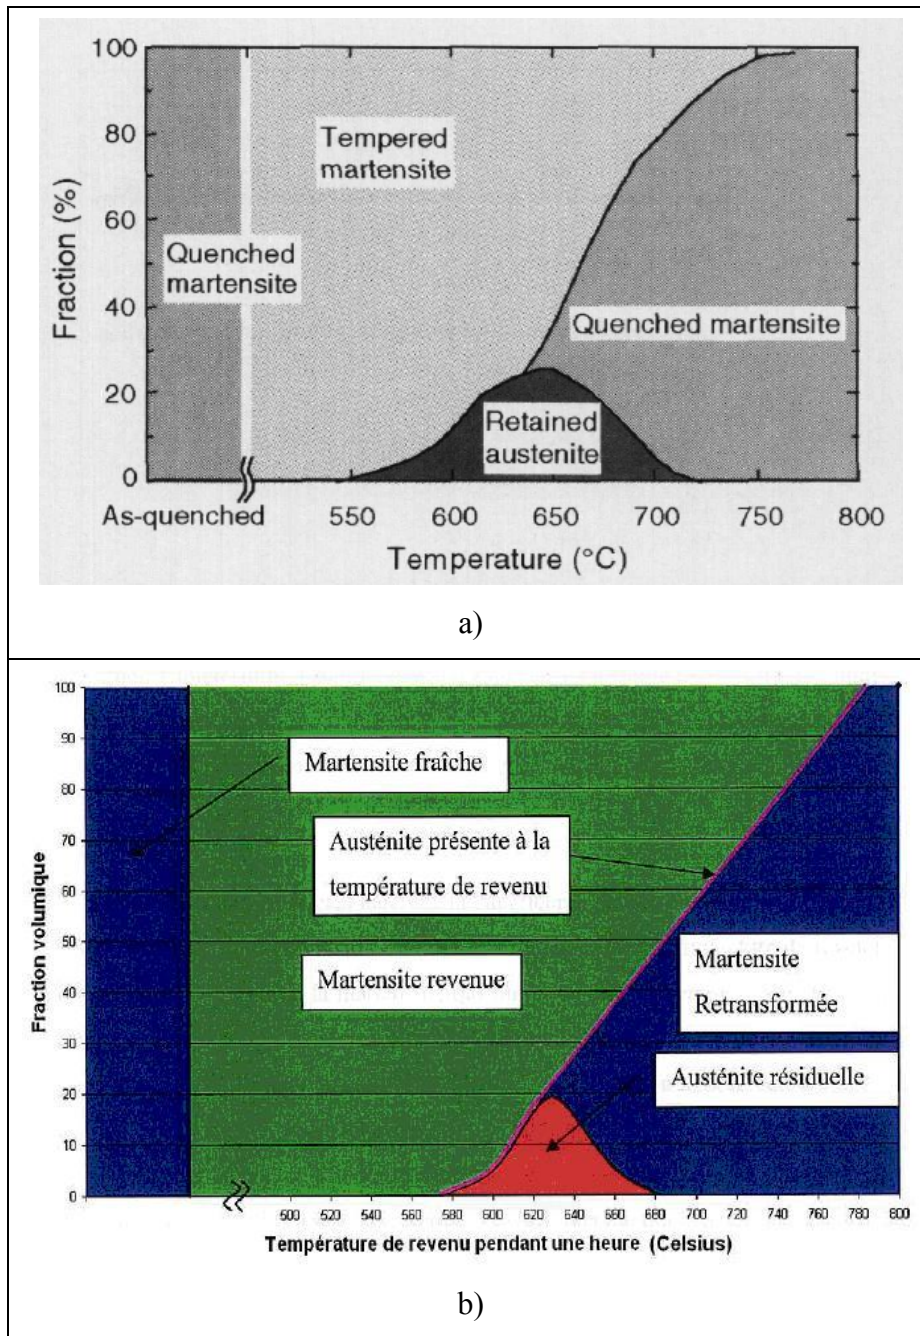 100
80
60
40
20
0
Fraction (%)
Tempered
martensite
Quenched
martensite
Quenched martensite
Retained
austenite
As-quenched
550
600
650
700
750
800
Temperature (°C)
a)
100
90
80
70
60
50
40
30
20
10
0
Fraction volumique
Martensite fraîche
Austénite présente à la
température de revenu
Martensite revenue
Martensite
Retransformée
Austénite résiduelle
500 520 540 560 580 600 620 640 660 680 700 720 740 760 780 800
Température de revenu pendant une heure (Celsius)
b)